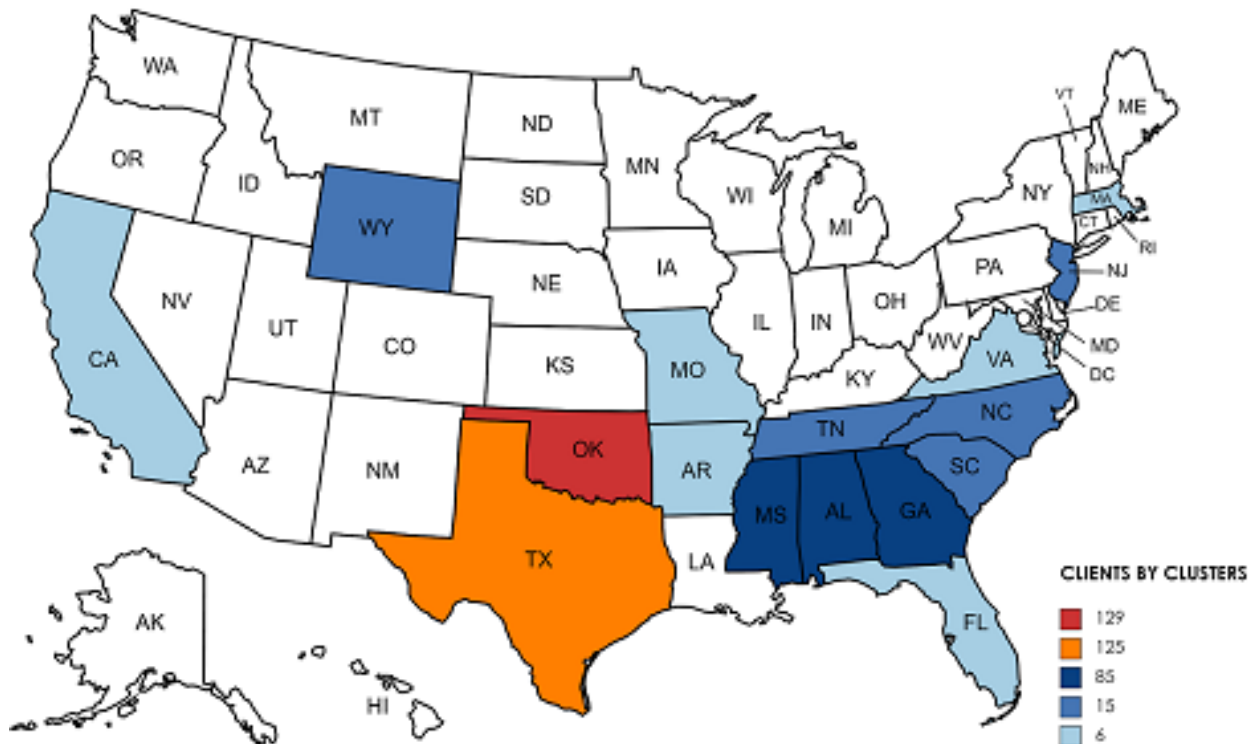 WA
MT
ND
MN
VT
ME
OR
ID
SD
WI
NH
NY
MA
WY
MI
CT
RI
NV
NE
IA
PA
NJ
UT
CO
IL
IN
OH
DE
CA
KS
MO
WV
VA
MD
KY
DC
AZ
NM
OK
AR
TN
NC
SC
MS
AL
GA
TX
LA
AK
FL
HI
CLIENTS BY CLUSTERS
129
125
85
15
6